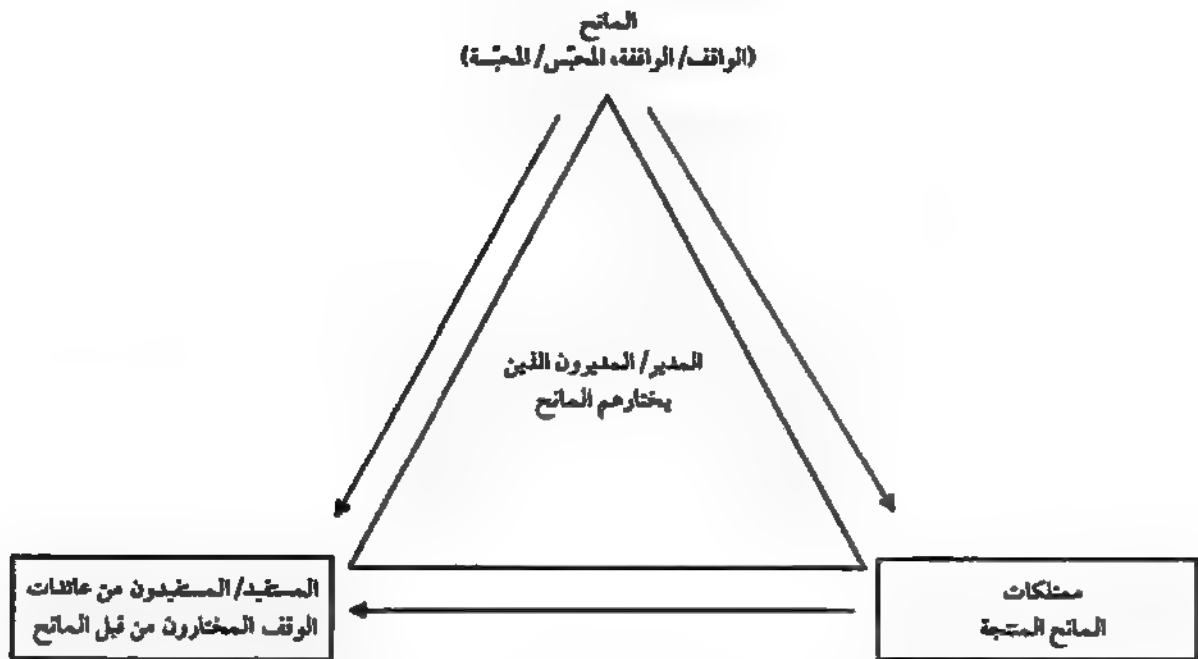 المانح
(الواقف/ الواقفة، المحبّس/ المحبّسة)
المدير/ المديرون الذين
يختارهم المانح
ممتلكات
المانح المنتجة
المستفيد/ المستفيدون من عائدات
الوقف المختارون من قبل المانح